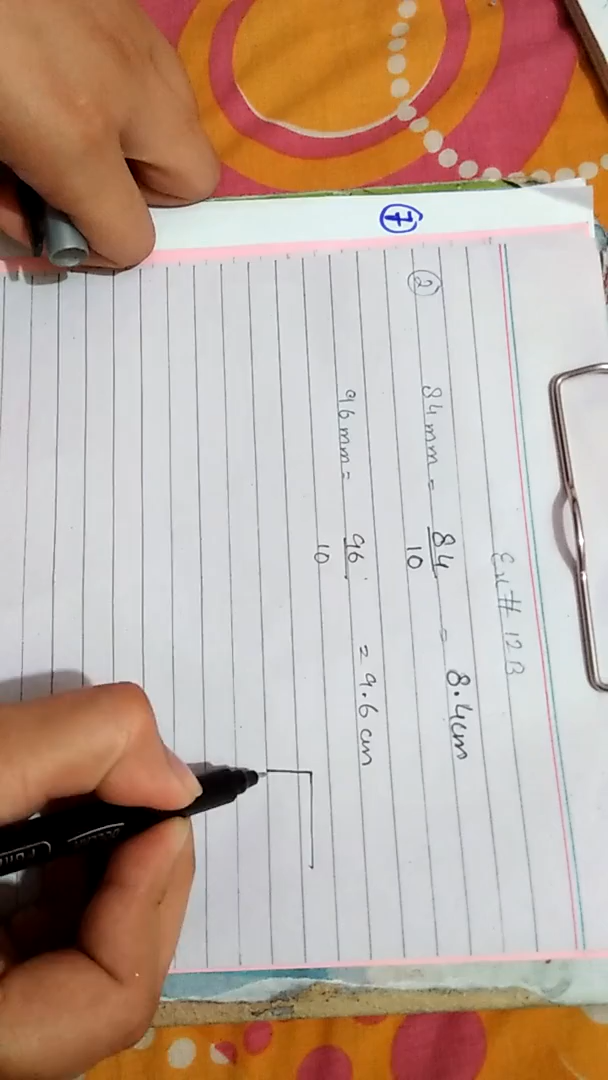 7
Ex # 12B
2
84mm = 84/10 = 8.4cm
96mm = 96/10 = 9.6 cm